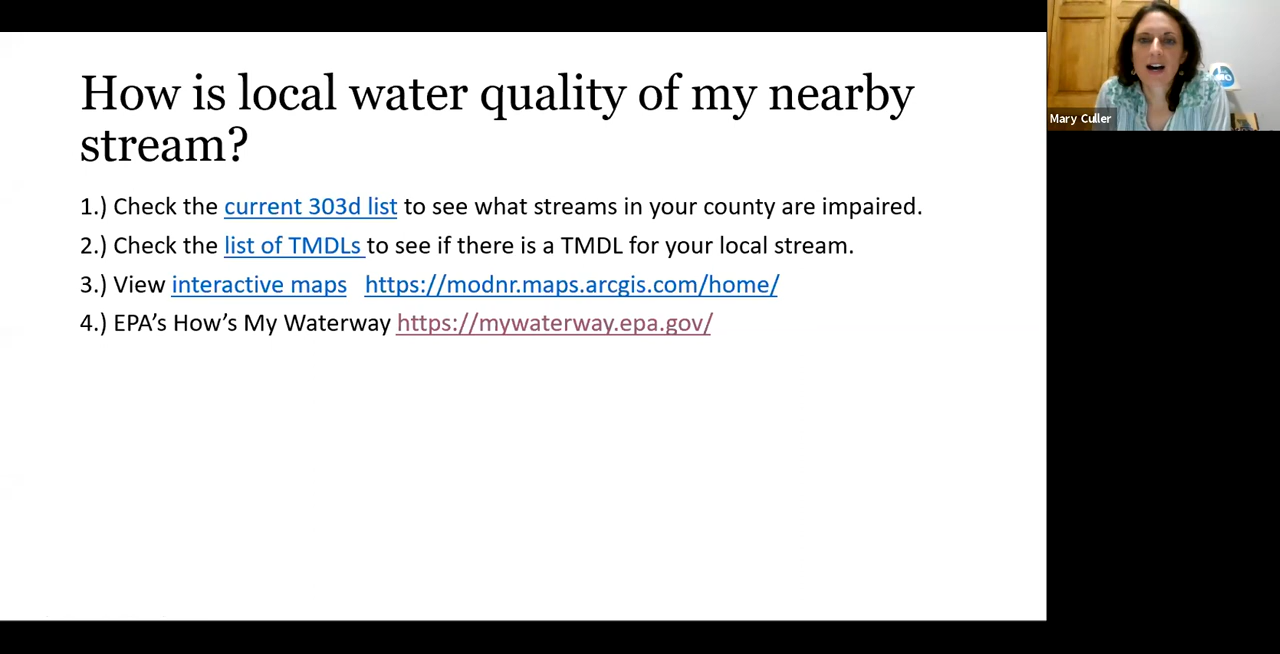 How is local water quality of my nearby
stream?
1.) Check the current 303d list to see what streams in your county are impaired.
2.) Check the list of TMDLs to see if there is a TMDL for your local stream.
3.) View interactive maps https://modnr.maps.arcgis.com/home/
4.) EPA’s How’s My Waterway https://mywaterway.epa.gov/
Mary Culler